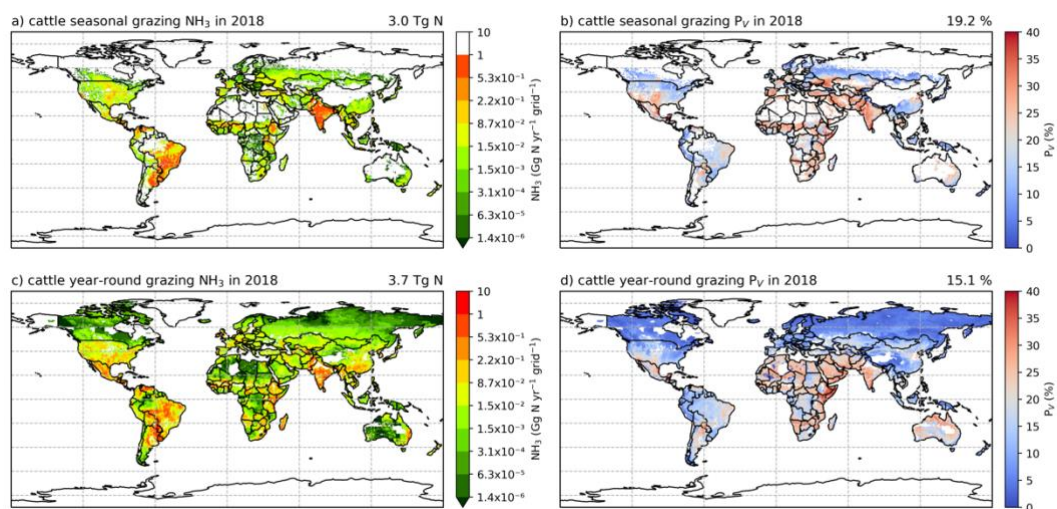 a) cattle seasonal grazing NH₃ in 2018 3.0 Tg N
10
1
5.3x10⁻¹
2.2x10⁻¹
8.7x10⁻²
1.5x10⁻²
3.1x10⁻⁴
6.3x10⁻⁵
1.4x10⁻⁶
NH₃ (Gg N yr⁻¹ grid⁻¹)
b) cattle seasonal grazing Pᵥ in 2018 19.2 %
40
35
30
25
20
15
10
5
0
Pᵥ (%)
c) cattle year-round grazing NH₃ in 2018 3.7 Tg N
10
1
5.3x10⁻¹
2.2x10⁻¹
8.7x10⁻²
1.5x10⁻³
3.1x10⁻⁴
6.3x10⁻⁵
1.4x10⁻⁶
NH₃ (Gg N yr⁻¹ grid⁻¹)
d) cattle year-round grazing Pᵥ in 2018 15.1 %
40
35
30
25
20
15
10
5
0
Pᵥ (%)